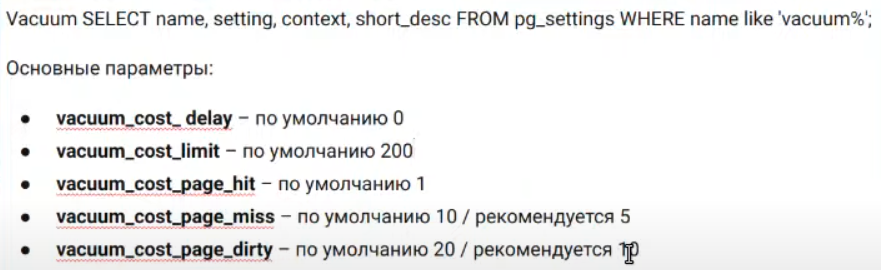 Vacuum SELECT name, setting, context, short_desc FROM pg_settings WHERE name like 'vacuum%';
Основные параметры:
● vacuum_cost_ delay – по умолчанию 0
● vacuum_cost_limit – по умолчанию 200
● vacuum_cost_page_hit – по умолчанию 1
● vacuum_cost_page_miss – по умолчанию 10 / рекомендуется 5
● vacuum_cost_page_dirty – по умолчанию 20 / рекомендуется 10